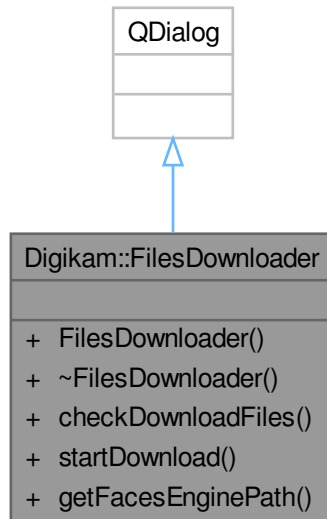 QDialog
Digikam::FilesDownloader
+ FilesDownloader()
+ ~FilesDownloader()
+ checkDownloadFiles()
+ startDownload()
+ getFacesEnginePath()